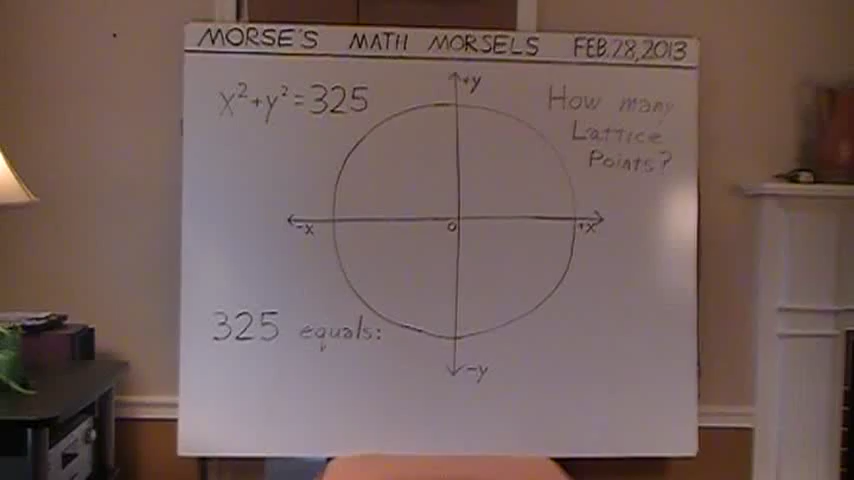 MORSE'S MATH MORSELS FEB.28,2013
x²+y²=325
How many
Lattice
Points?
+y
-x
0
+x
325 equals:
-y